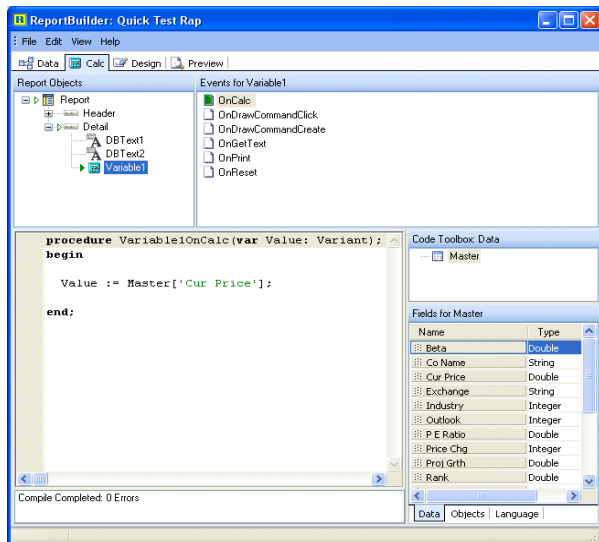 ReportBuilder: Quick Test Rap
File Edit View Help
Data Calc Design Preview
Report Objects
Report
Header
Detail
DBText1
DBText2
Variable1
Events for Variable1
OnCalc
OnDrawCommandClick
OnDrawCommandCreate
OnGetText
OnPrint
OnReset
procedure Variable1OnCalc(var Value: Variant);
begin
Value := Master['Cur Price'];
end;
Compile Completed: 0 Errors
Code Toolbox: Data
Master
Fields for Master
Name Type
Beta Double
Co Name String
Cur Price Double
Exchange String
Industry Integer
Outlook Integer
P E Ratio Double
Price Chg Integer
Proj Grth Double
Rank Double
Data Objects Language